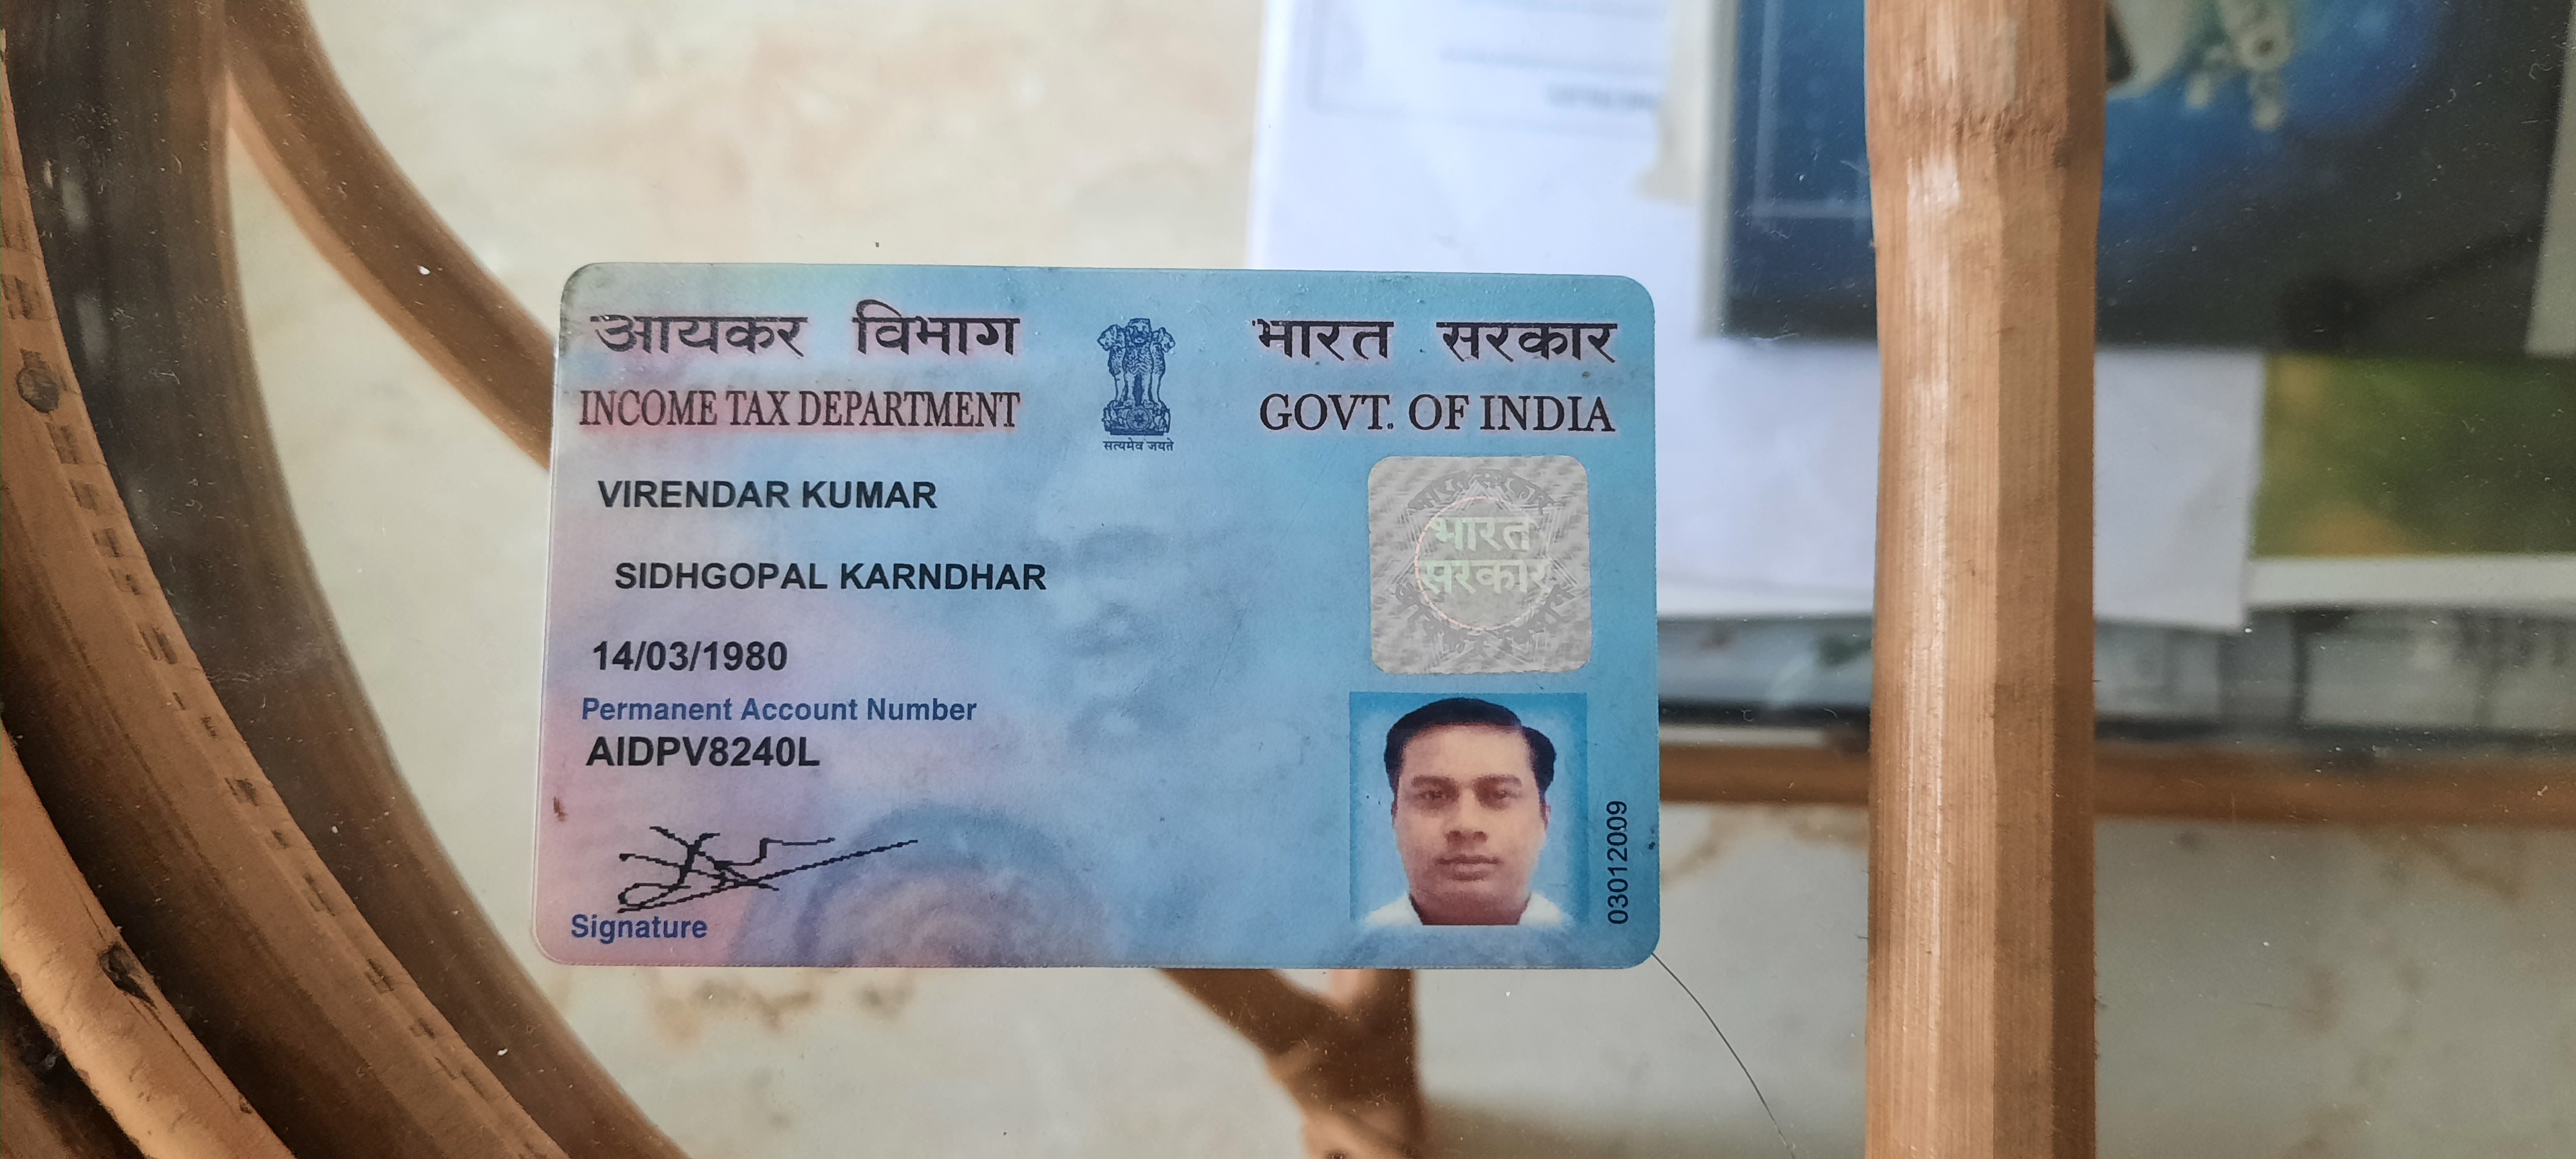 आयकर विभाग भारत सरकार
INCOME TAX DEPARTMENT GOVT. OF INDIA
सत्यमेव जयते
VIRENDAR KUMAR
SIDHGOPAL KARNDHAR
14/03/1980
Permanent Account Number
AIDPV8240L
Signature
भारत
सरकार
03012009